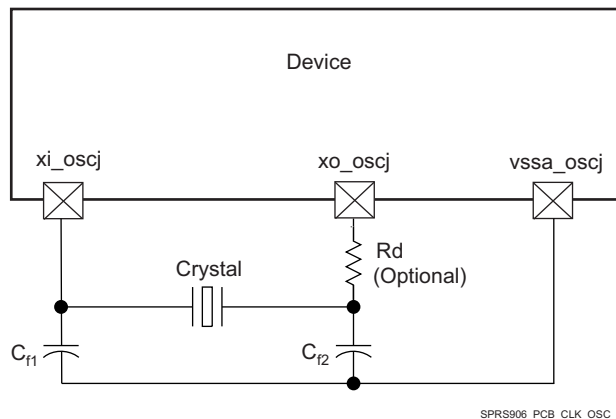 Device
xi_oscj
xo_oscj
vssa_oscj
Rd
(Optional)
Crystal
Cf1
Cf2
SPRS906_PCB_CLK_OSC